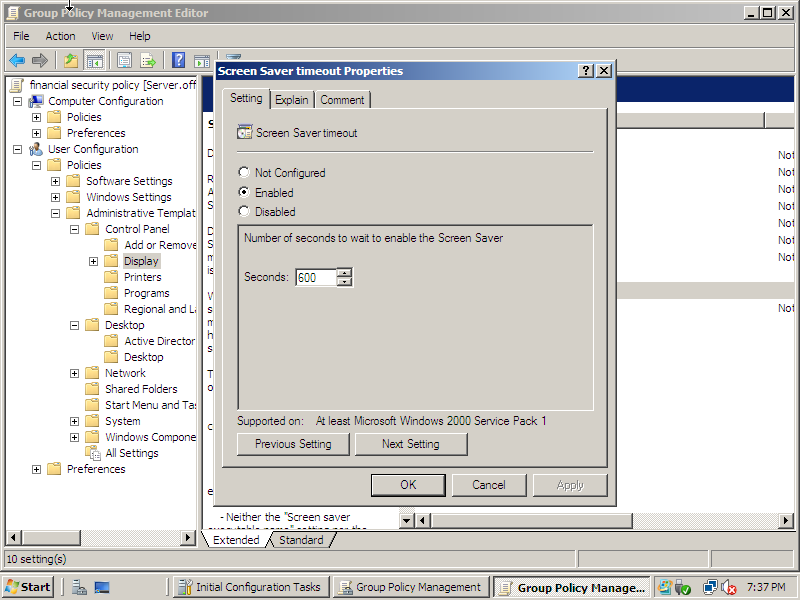 Group Policy Management Editor
File Action View Help
financial security policy [Server.off
Computer Configuration
Policies
Preferences
User Configuration
Policies
Software Settings
Windows Settings
Administrative Templat
Control Panel
Add or Remove
Display
Printers
Programs
Regional and La
Desktop
Active Director
Desktop
Network
Shared Folders
Start Menu and Tas
System
Windows Compone
All Settings
Preferences
Screen Saver timeout Properties
Setting Explain Comment
Screen Saver timeout
Not Configured
Enabled
Disabled
Number of seconds to wait to enable the Screen Saver
Seconds: 600
Supported on: At least Microsoft Windows 2000 Service Pack 1
Previous Setting Next Setting
OK Cancel Apply
Not
Not
Not
Not
Not
Not
Not
Not
- Neither the "Screen saver
Extended Standard
10 setting(s)
Start Initial Configuration Tasks Group Policy Management Group Policy Manage... 7:37 PM